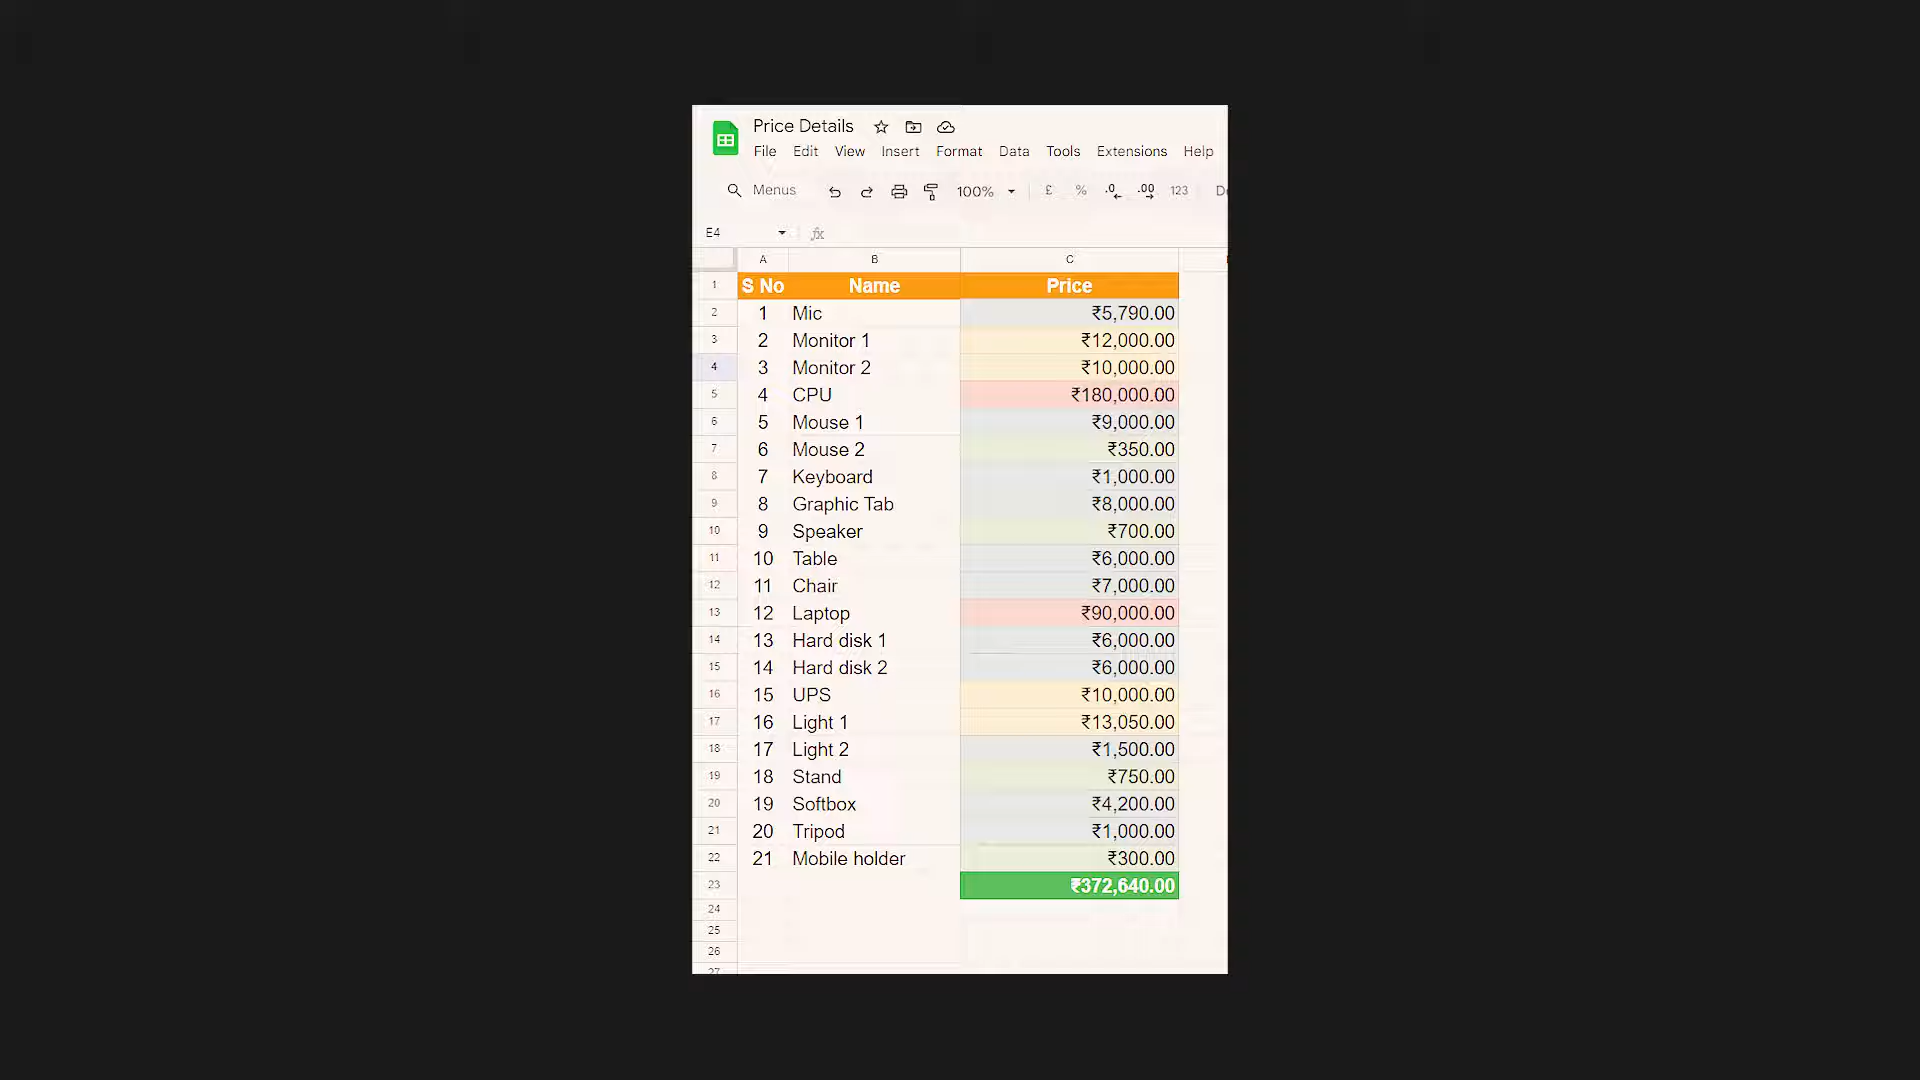 Price Details
File Edit View Insert Format Data Tools Extensions Help
Menus 100% £ % .0 .00 123
E4 fx
A B C
1 S No Name Price
2 1 Mic ₹5,790.00
3 2 Monitor 1 ₹12,000.00
4 3 Monitor 2 ₹10,000.00
5 4 CPU ₹180,000.00
6 5 Mouse 1 ₹9,000.00
7 6 Mouse 2 ₹350.00
8 7 Keyboard ₹1,000.00
9 8 Graphic Tab ₹8,000.00
10 9 Speaker ₹700.00
11 10 Table ₹6,000.00
12 11 Chair ₹7,000.00
13 12 Laptop ₹90,000.00
14 13 Hard disk 1 ₹6,000.00
15 14 Hard disk 2 ₹6,000.00
16 15 UPS ₹10,000.00
17 16 Light 1 ₹13,050.00
18 17 Light 2 ₹1,500.00
19 18 Stand ₹750.00
20 19 Softbox ₹4,200.00
21 20 Tripod ₹1,000.00
22 21 Mobile holder ₹300.00
23 ₹372,640.00
24
25
26
27